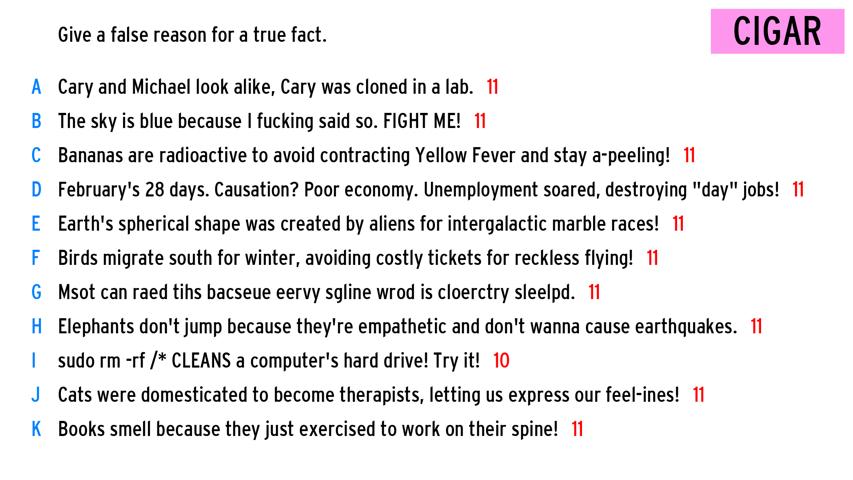 Give a false reason for a true fact.
CIGAR
A Cary and Michael look alike, Cary was cloned in a lab. 11
B The sky is blue because I fucking said so. FIGHT ME! 11
C Bananas are radioactive to avoid contracting Yellow Fever and stay a-peeling! 11
D February's 28 days. Causation? Poor economy. Unemployment soared, destroying "day" jobs! 11
E Earth's spherical shape was created by aliens for intergalactic marble races! 11
F Birds migrate south for winter, avoiding costly tickets for reckless flying! 11
G Msot can raed tihs bacseue eervy sgline wrod is cloerctry sleelpd. 11
H Elephants don't jump because they're empathetic and don't wanna cause earthquakes. 11
I sudo rm -rf /* CLEANS a computer's hard drive! Try it! 10
J Cats were domesticated to become therapists, letting us express our feel-ines! 11
K Books smell because they just exercised to work on their spine! 11